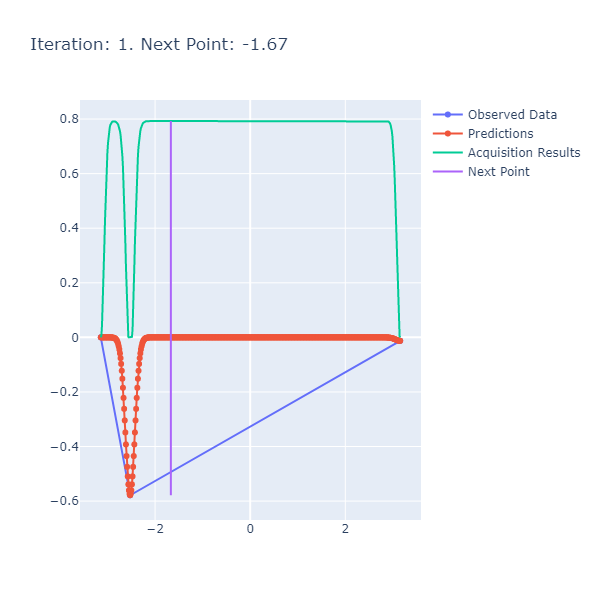 Iteration: 1. Next Point: -1.67
Observed Data
Predictions
Acquisition Results
Next Point
0.8
0.6
0.4
0.2
0
−0.2
−0.4
−0.6
−2
0
2